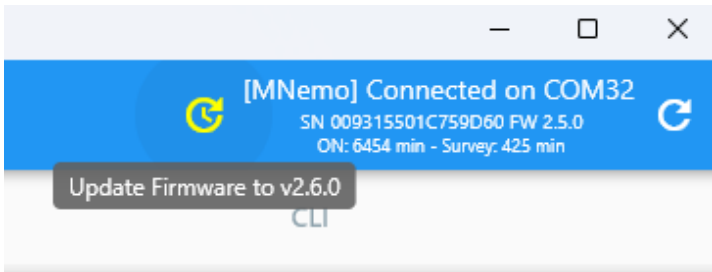 [MNemo] Connected on COM32
SN 009315501C759D60 FW 2.5.0
ON: 6454 min - Survey: 425 min
Update Firmware to v2.6.0
CLI